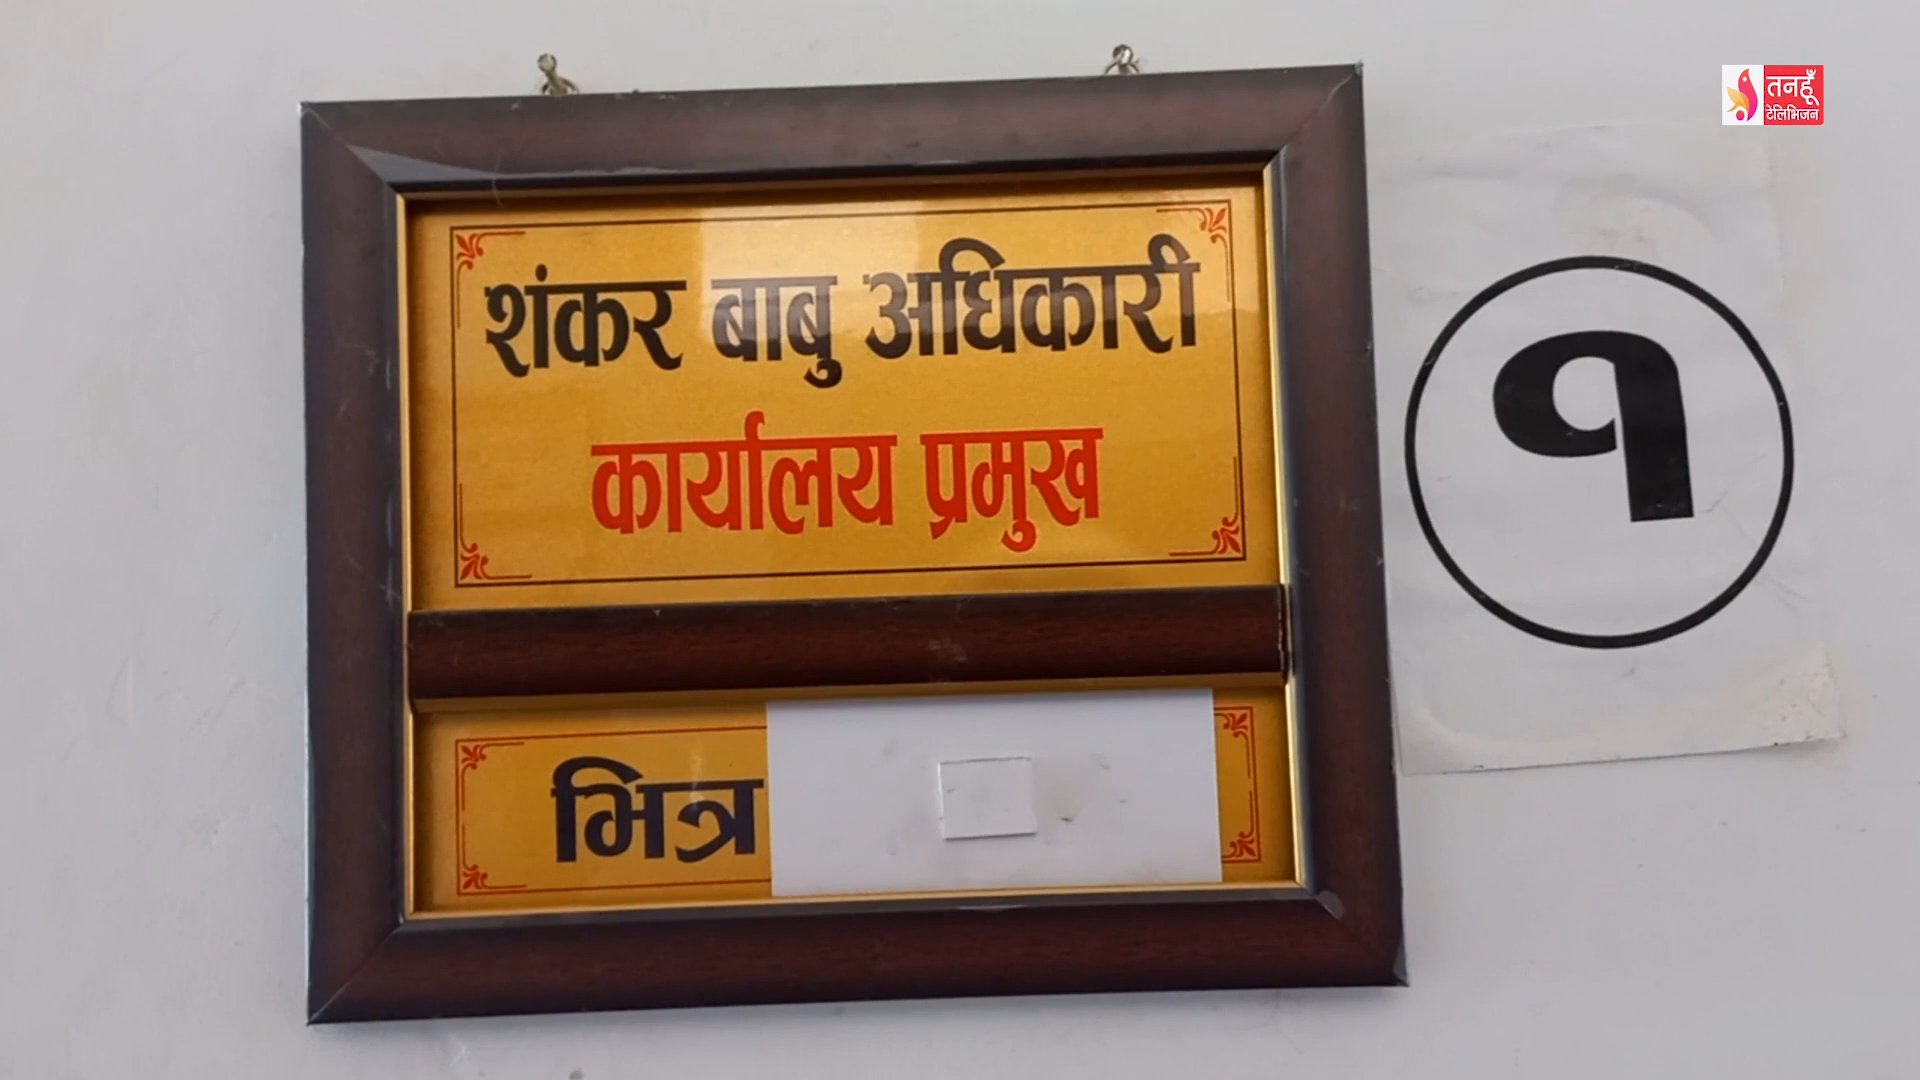 तनहूँ
टेलिभिजन
शंकर बाबु अधिकारी
कार्यालय प्रमुख
भित्र
१